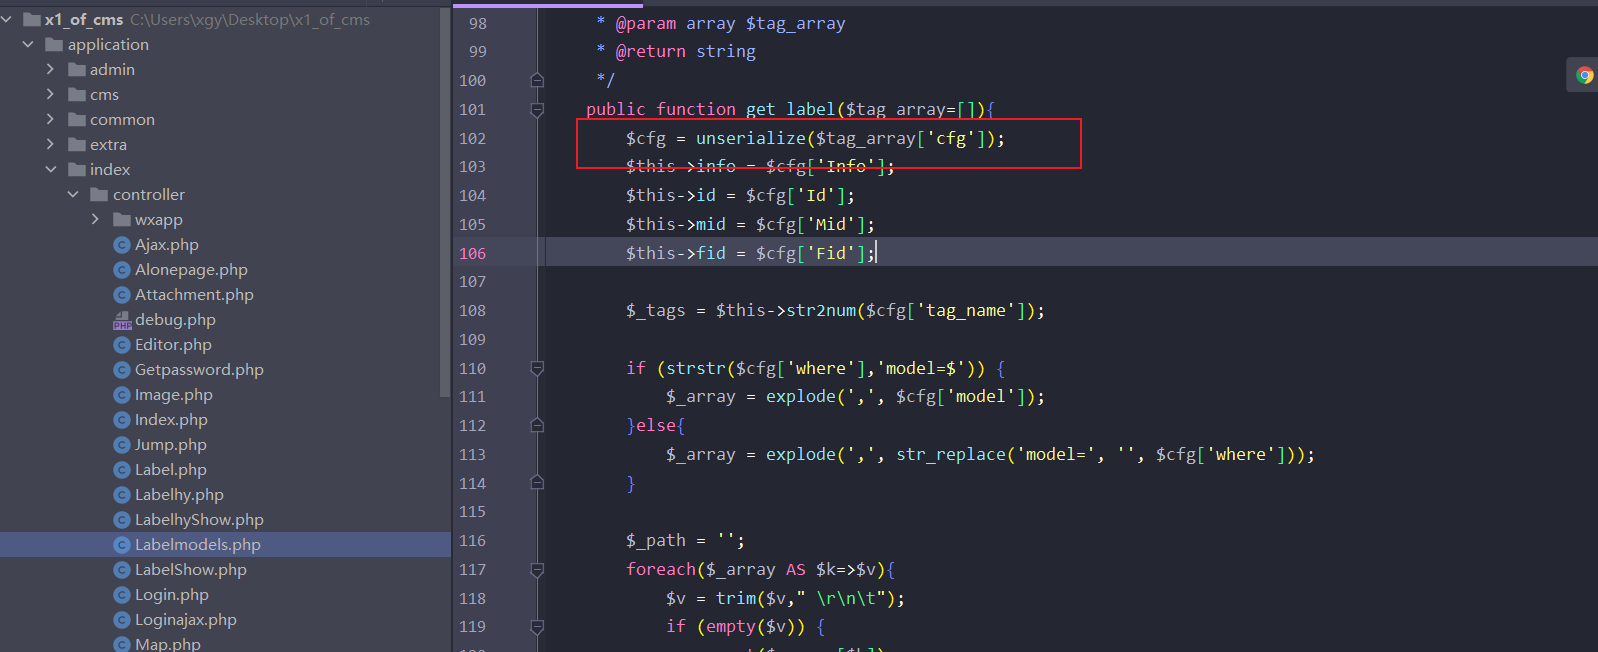 x1_of_cms C:\Users\xgy\Desktop\x1_of_cms
application
admin
cms
common
extra
index
controller
wxapp
Ajax.php
Alonepage.php
Attachment.php
debug.php
Editor.php
Getpassword.php
Image.php
Index.php
Jump.php
Label.php
Labelhy.php
LabelhyShow.php
Labelmodels.php
LabelShow.php
Login.php
Loginajax.php
Map.php
98 * @param array $tag_array
99 * @return string
100 */
101 public function get_label($tag_array=[]){
102 $cfg = unserialize($tag_array['cfg']);
103 $this->info = $cfg['Info'];
104 $this->id = $cfg['Id'];
105 $this->mid = $cfg['Mid'];
106 $this->fid = $cfg['Fid'];
107
108 $_tags = $this->str2num($cfg['tag_name']);
109
110 if (strstr($cfg['where'],'model=$')) {
111 $_array = explode(',', $cfg['model']);
112 }else{
113 $_array = explode(',', str_replace('model=', '', $cfg['where']));
114 }
115
116 $_path = '';
117 foreach($_array AS $k=>$v){
118 $v = trim($v," \r\n\t");
119 if (empty($v)) {